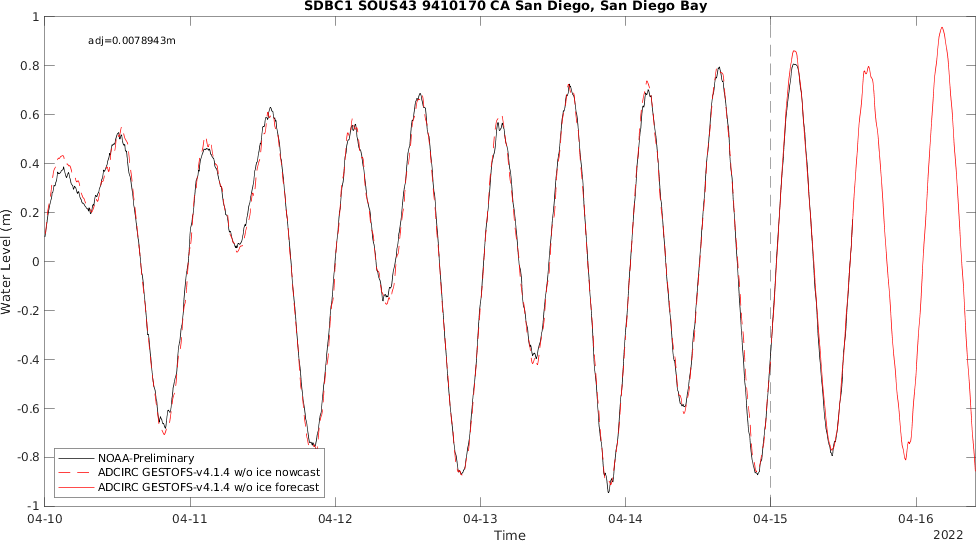 SDBC1 SOUS43 9410170 CA San Diego, San Diego Bay
1
adj=0.0078943m
0.8
0.6
0.4
0.2
0
-0.2
-0.4
-0.6
-0.8
-1
Water Level (m)
NOAA-Preliminary
ADCIRC GESTOFS-v4.1.4 w/o ice nowcast
ADCIRC GESTOFS-v4.1.4 w/o ice forecast
04-10 04-11 04-12 04-13 04-14 04-15 04-16
Time
2022